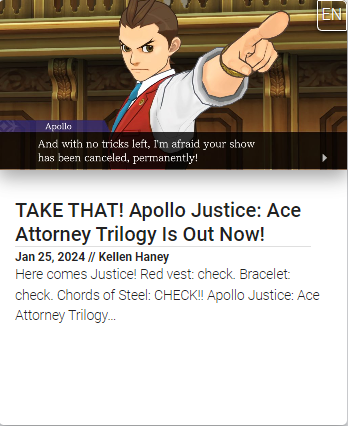 EN
Apollo
And with no tricks left, I'm afraid your show
has been canceled, permanently!
TAKE THAT! Apollo Justice: Ace
Attorney Trilogy Is Out Now!
Jan 25, 2024 // Kellen Haney
Here comes Justice! Red vest: check. Bracelet:
check. Chords of Steel: CHECK!! Apollo Justice: Ace
Attorney Trilogy...